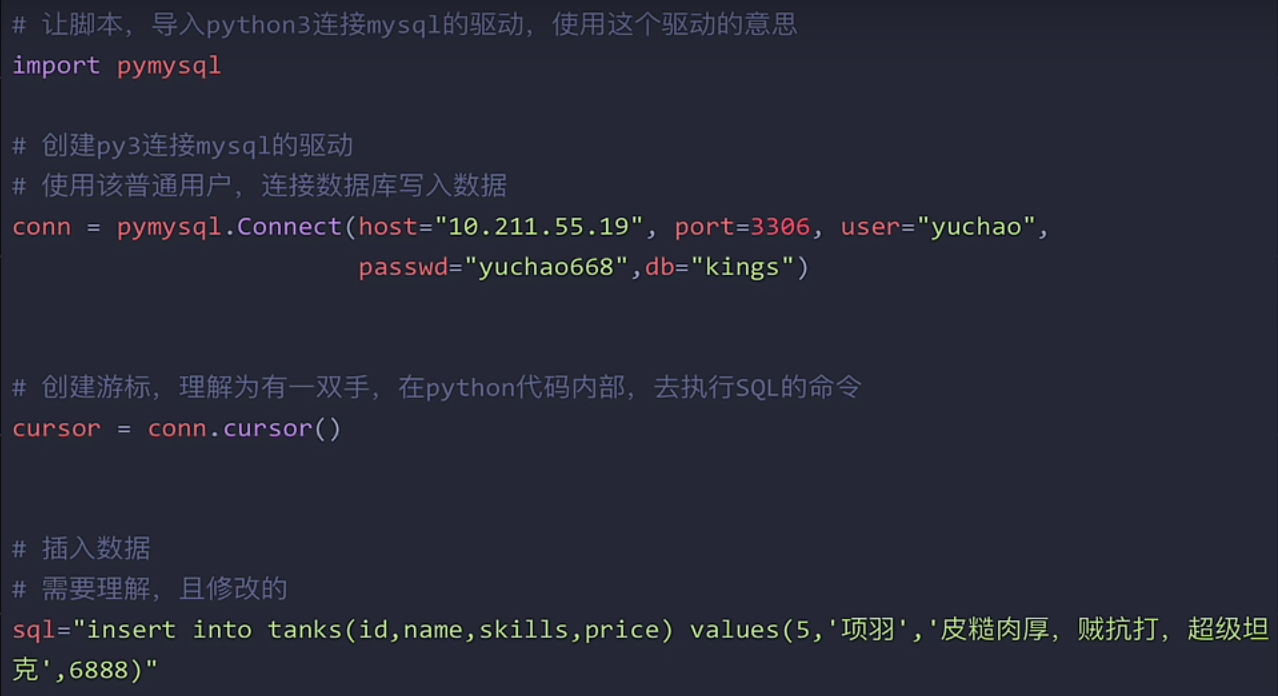 # 让脚本，导入python3连接mysql的驱动，使用这个驱动的意思
import pymysql
# 创建py3连接mysql的驱动
# 使用该普通用户，连接数据库写入数据
conn = pymysql.Connect(host="10.211.55.19", port=3306, user="yuchao",
passwd="yuchao668",db="kings")
# 创建游标，理解为有一双手，在python代码内部，去执行SQL的命令
cursor = conn.cursor()
# 插入数据
# 需要理解，且修改的
sql="insert into tanks(id,name,skills,price) values(5,'项羽','皮糙肉厚，贼抗打，超级坦
克',6888)"